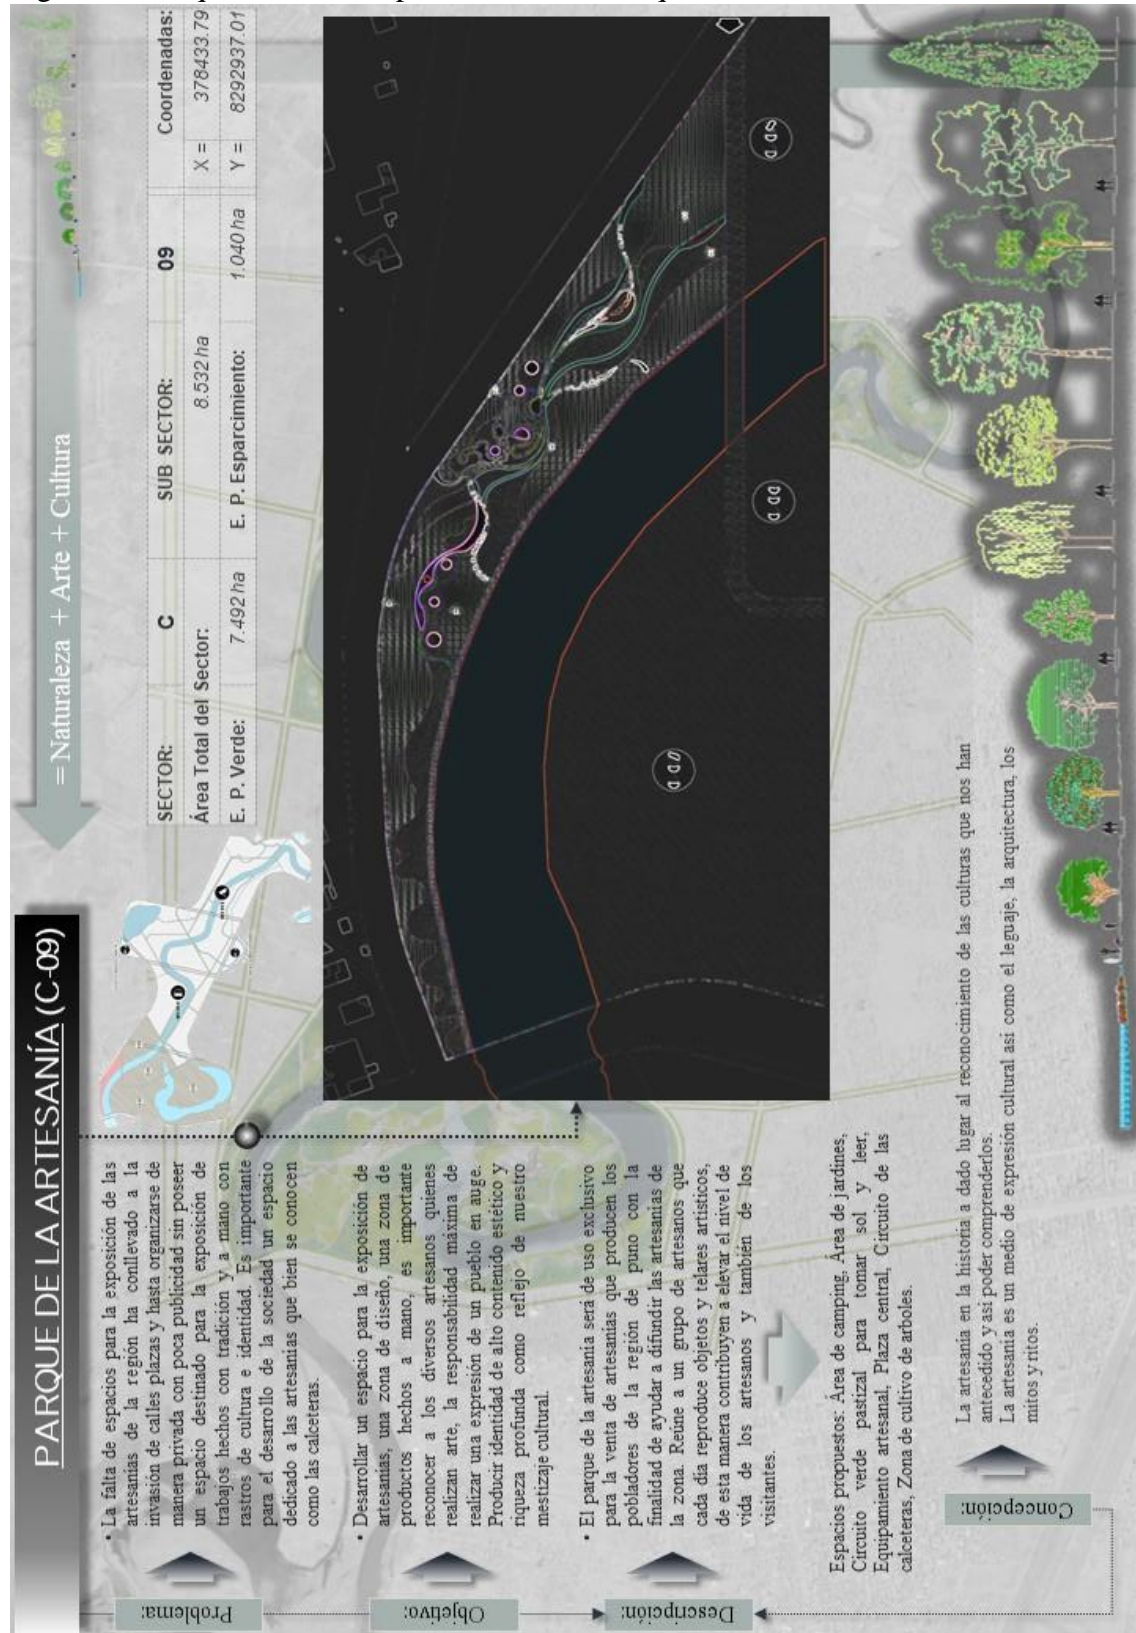 PARQUE DE LA ARTESANÍA (C-09)
=Naturaleza + Arte + Cultura
SECTOR: C SUB SECTOR: 09 Coordenadas:
Área Total del Sector: 8.532 ha X = 378433.79
E. P. Verde: 7.492 ha E. P. Esparcimiento: 1.040 ha Y = 8292937.01
Problema:
• La falta de espacios para la exposición de las
artesanías de la región ha conllevado a la
invasión de calles plazas y hasta organizarse de
manera privada con poca publicidad sin poseer
un espacio destinado para la exposición de
trabajos hechos con tradición y a mano con
rastros de cultura e identidad. Es importante
para el desarrollo de la sociedad un espacio
dedicado a las artesanías que bien se conocen
como las calceteras.
Objetivo:
• Desarrollar un espacio para la exposición de
artesanías, una zona de diseño, una zona de
productos hechos a mano, es importante
reconocer a los diversos artesanos quienes
realizan arte, la responsabilidad máxima de
realizar una expresión de un pueblo en auge.
Producir identidad de alto contenido estético y
riqueza profunda como reflejo de nuestro
mestizaje cultural.
Descripción:
• El parque de la artesanía será de uso exclusivo
para la venta de artesanías que producen los
pobladores de la región de puno con la
finalidad de ayudar a difundir las artesanías de
la zona. Reúne a un grupo de artesanos que
cada día reproduce objetos y telares artísticos,
de esta manera contribuyen a elevar el nivel de
vida de los artesanos y también de los
visitantes.
Espacios propuestos: Área de camping, Área de jardines,
Circuito verde pastizal para tomar sol y leer,
Equipamiento artesanal, Plaza central, Circuito de las
calceteras, Zona de cultivo de arboles.
Concepción:
La artesanía en la historia a dado lugar al reconocimiento de las culturas que nos han
antecedido y así poder comprenderlos.
La artesanía es un medio de expresión cultural así como el leguaje, la arquitectura, los
mitos y ritos.